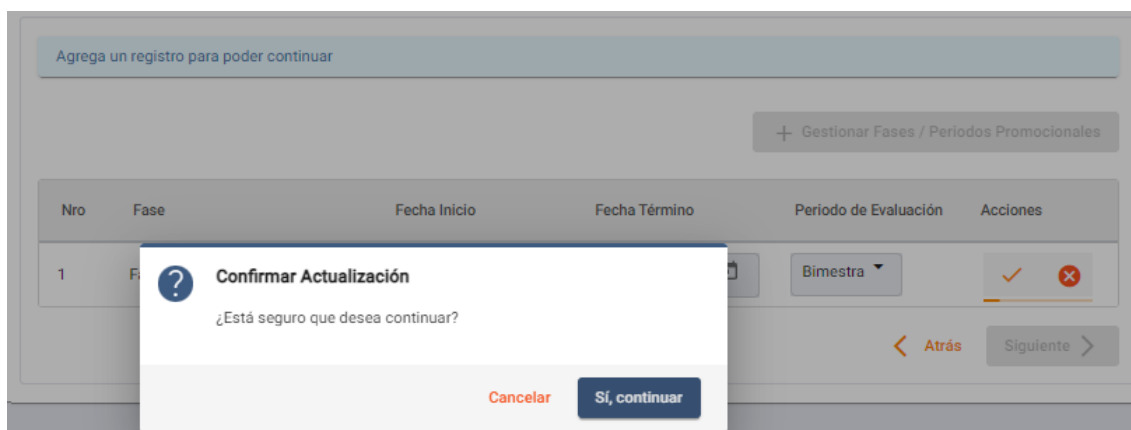 Agrega un registro para poder continuar
Gestionar Fases / Periodos Promocionales
Nro Fase Fecha Inicio Fecha Término Periodo de Evaluación Acciones
1 Bimestra
Confirmar Actualización
¿Está seguro que desea continuar?
Atrás Siguiente
Cancelar Sí, continuar